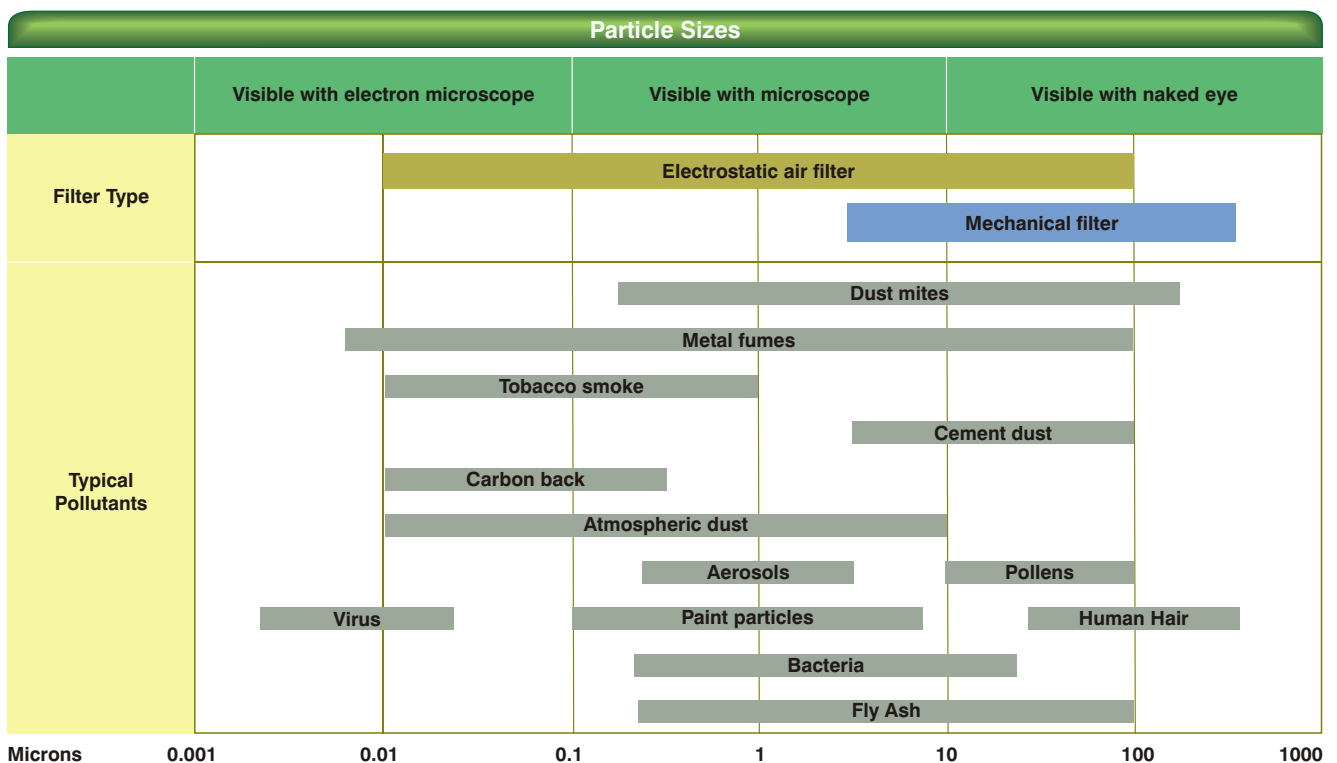 Particle Sizes
Visible with electron microscope
Visible with microscope
Visible with naked eye
Filter Type
Electrostatic air filter
Mechanical filter
Typical
Pollutants
Dust mites
Metal fumes
Tobacco smoke
Cement dust
Carbon back
Atmospheric dust
Aerosols
Pollens
Virus
Paint particles
Human Hair
Bacteria
Fly Ash
Microns 0.001 0.01 0.1 1 10 100 1000